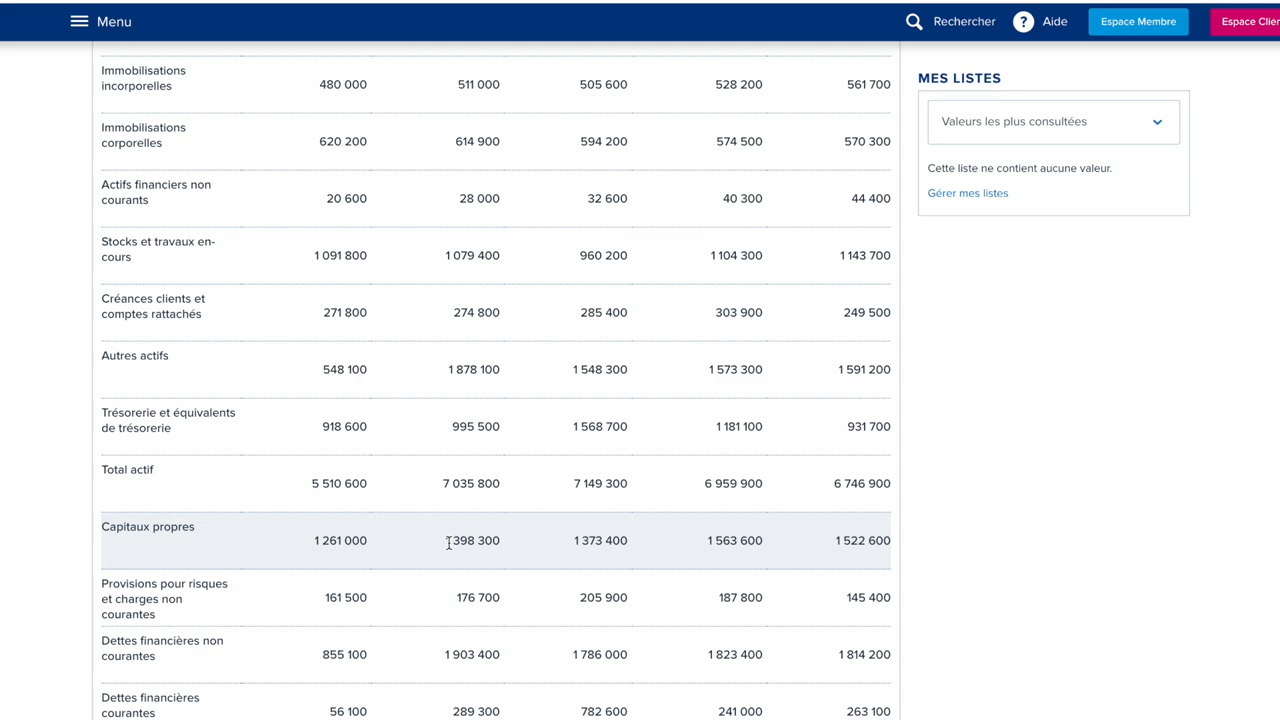 Menu
Rechercher
Aide
Espace Membre
Espace Clien
Immobilisations
incorporelles
480 000 511 000 505 600 528 200 561 700
Immobilisations
corporelles
620 200 614 900 594 200 574 500 570 300
Actifs financiers non
courants
20 600 28 000 32 600 40 300 44 400
Stocks et travaux en-
cours
1 091 800 1 079 400 960 200 1 104 300 1 143 700
Créances clients et
comptes rattachés
271 800 274 800 285 400 303 900 249 500
Autres actifs
548 100 1 878 100 1 548 300 1 573 300 1 591 200
Trésorerie et équivalents
de trésorerie
918 600 995 500 1 568 700 1 181 100 931 700
Total actif
5 510 600 7 035 800 7 149 300 6 959 900 6 746 900
Capitaux propres
1 261 000 398 300 1 373 400 1 563 600 1 522 600
Provisions pour risques
et charges non
courantes
161 500 176 700 205 900 187 800 145 400
Dettes financières non
courantes
855 100 1 903 400 1 786 000 1 823 400 1 814 200
Dettes financières
courantes
56 100 289 300 782 600 241 000 263 100
MES LISTES
Valeurs les plus consultées
Cette liste ne contient aucune valeur.
Gérer mes listes